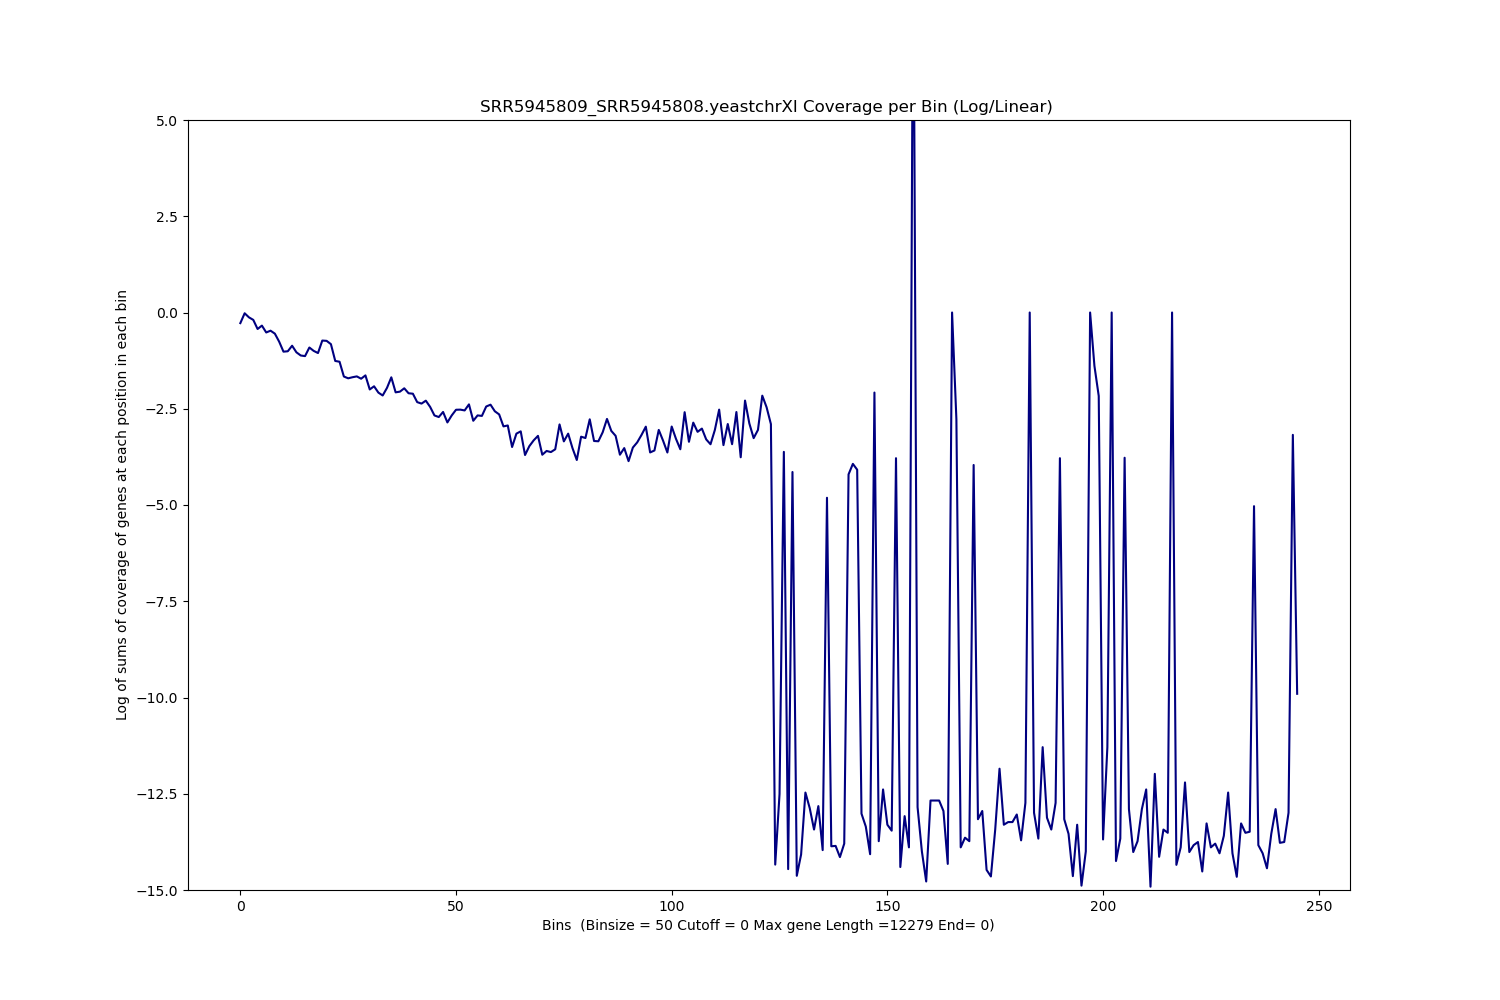 SRR5945809_SRR5945808.yeastchrXI Coverage per Bin (Log/Linear)
Log of sums of coverage of genes at each position in each bin
5.0
2.5
0.0
−2.5
−5.0
−7.5
−10.0
−12.5
−15.0
0 50 100 150 200 250
Bins  (Binsize = 50 Cutoff = 0 Max gene Length =12279 End= 0)